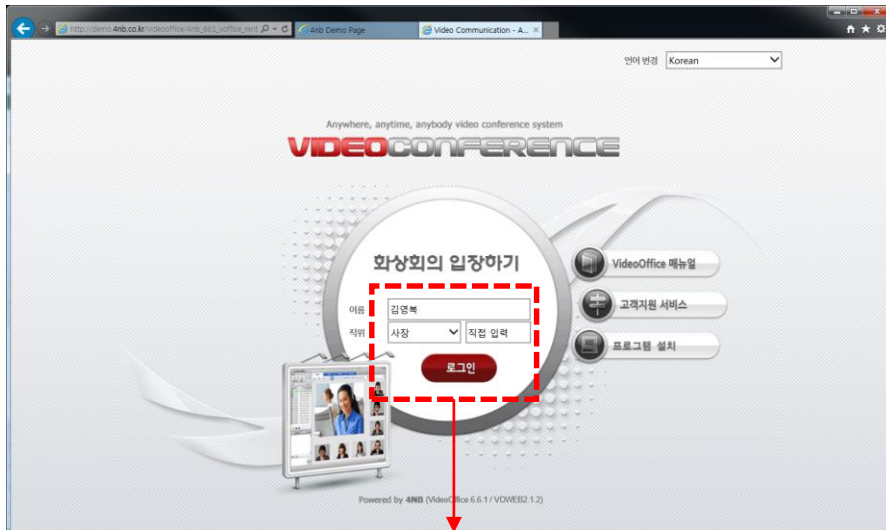 http://demo.4nb.co.kr/videooffice/4nb_661_voffice_rent
4nb Demo Page
Video Communication - A...
언어 변경 Korean
Anywhere, anytime, anybody video conference system
VIDEOCONFERENCE
화상회의 입장하기
이름 김영복
직위 사장 직접 입력
로그인
VideoOffice 매뉴얼
고객지원 서비스
프로그램 설치
Powered by 4NB (VideoOffice 6.6.1 / VOWEB2.1.2)